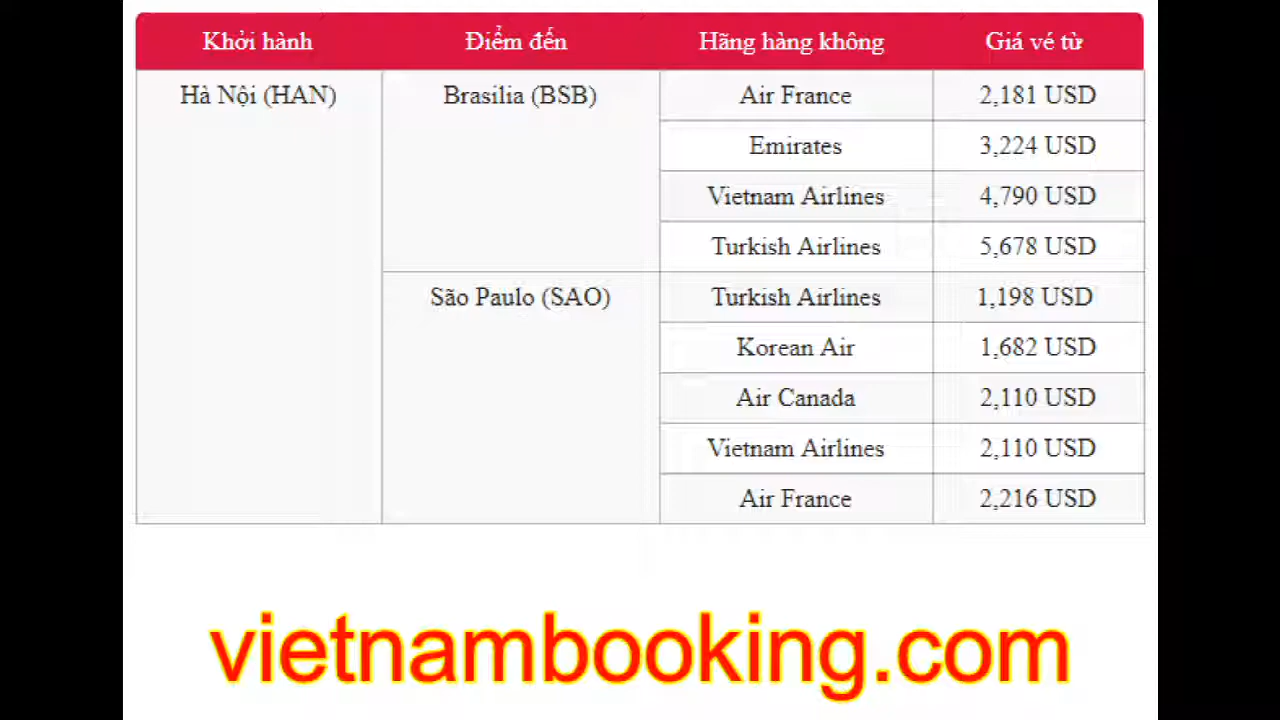 Khởi hành Điểm đến Hãng hàng không Giá vé từ
Hà Nội (HAN) Brasilia (BSB) Air France 2,181 USD
Emirates 3,224 USD
Vietnam Airlines 4,790 USD
Turkish Airlines 5,678 USD
São Paulo (SAO) Turkish Airlines 1,198 USD
Korean Air 1,682 USD
Air Canada 2,110 USD
Vietnam Airlines 2,110 USD
Air France 2,216 USD
vietnambooking.com